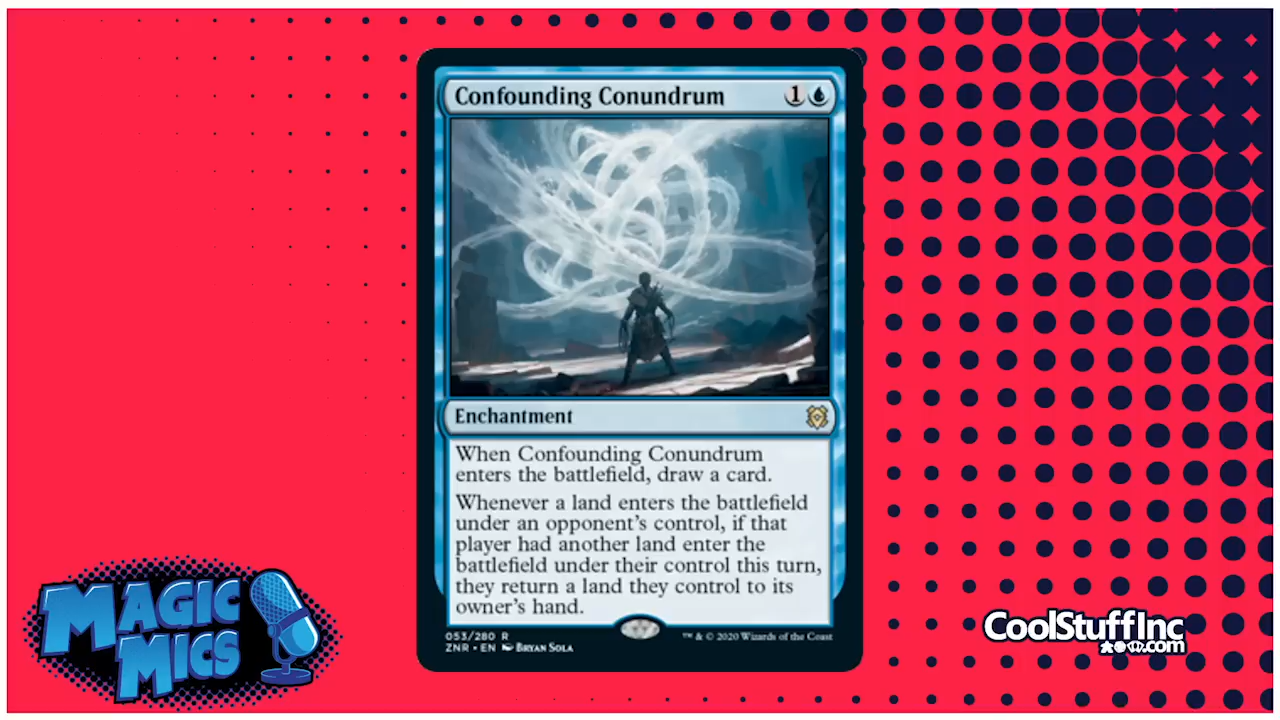 Confounding Conundrum 1
Enchantment
When Confounding Conundrum
enters the battlefield, draw a card.
Whenever a land enters the battlefield
under an opponent's control, if that
player had another land enter the
battlefield under their control this turn,
they return a land they control to its
owner's hand.
053/280 R
ZNR • EN BRYAN SOLA
™ & © 2020 Wizards of the Coast
MAGIC
MICS
CoolStuffInc
.com